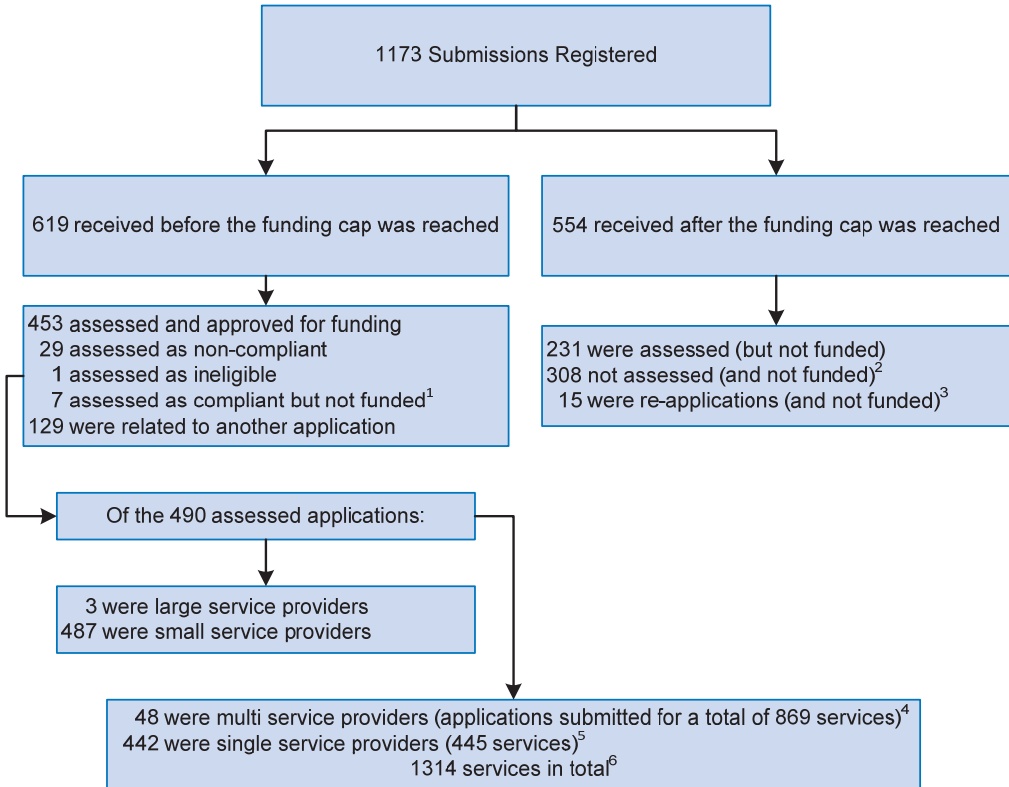 1173 Submissions Registered
619 received before the funding cap was reached
554 received after the funding cap was reached
453 assessed and approved for funding
29 assessed as non-compliant
1 assessed as ineligible
7 assessed as compliant but not funded¹
129 were related to another application
231 were assessed (but not funded)
308 not assessed (and not funded)²
15 were re-applications (and not funded)³
Of the 490 assessed applications:
3 were large service providers
487 were small service providers
48 were multi service providers (applications submitted for a total of 869 services)⁴
442 were single service providers (445 services)⁵
1314 services in total⁶